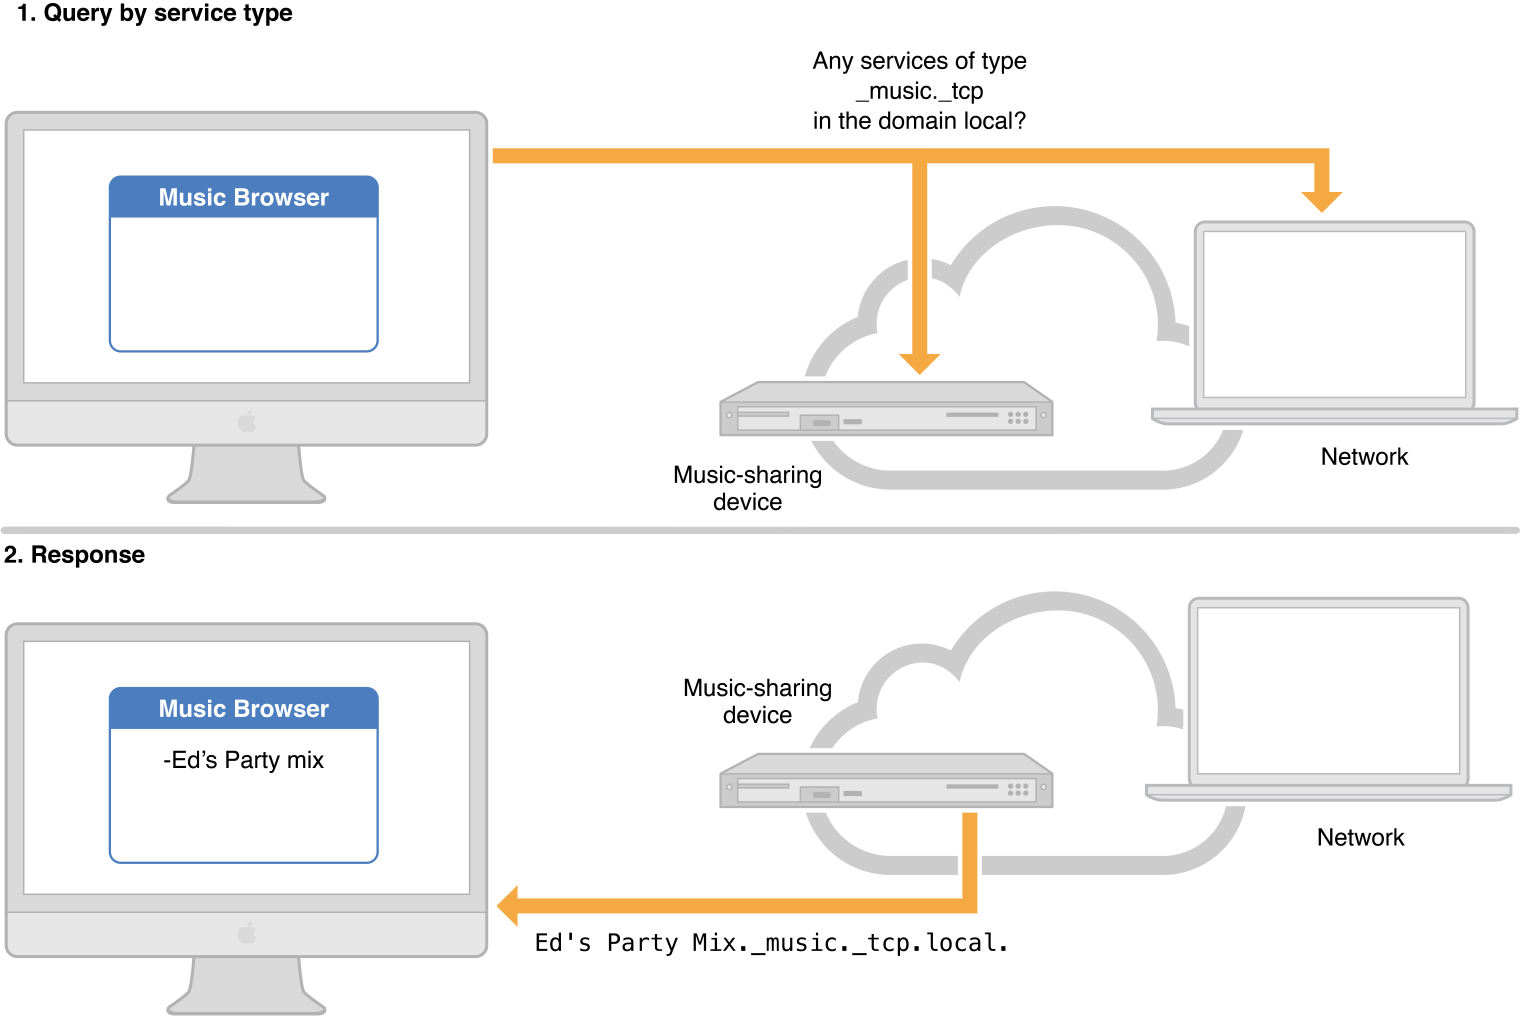 1. Query by service type
Any services of type
_music._tcp
in the domain local?
Music Browser
Music-sharing
device
Network
2. Response
Music-sharing
device
Music Browser
-Ed’s Party mix
Network
Ed's Party Mix._music._tcp.local.